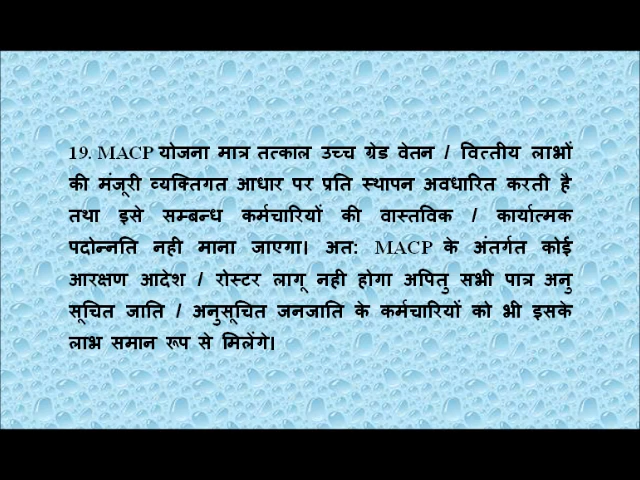 19. MACP योजना मात्र तत्काल उच्च ग्रेड वेतन / वित्तीय लाभों
की मंजूरी व्यक्तिगत आधार पर प्रति स्थापन अवधारित करती है
तथा इसे सम्बन्ध कर्मचारियों की वास्तविक / कार्यात्मक
पदोन्नति नही माना जाएगा। अत: MACP के अंतर्गत कोई
आरक्षण आदेश / रोस्टर लागू नही होगा अपितु सभी पात्र अनु
सूचित जाति / अनुसूचित जनजाति के कर्मचारियों को भी इसके
लाभ समान रूप से मिलेंगे।